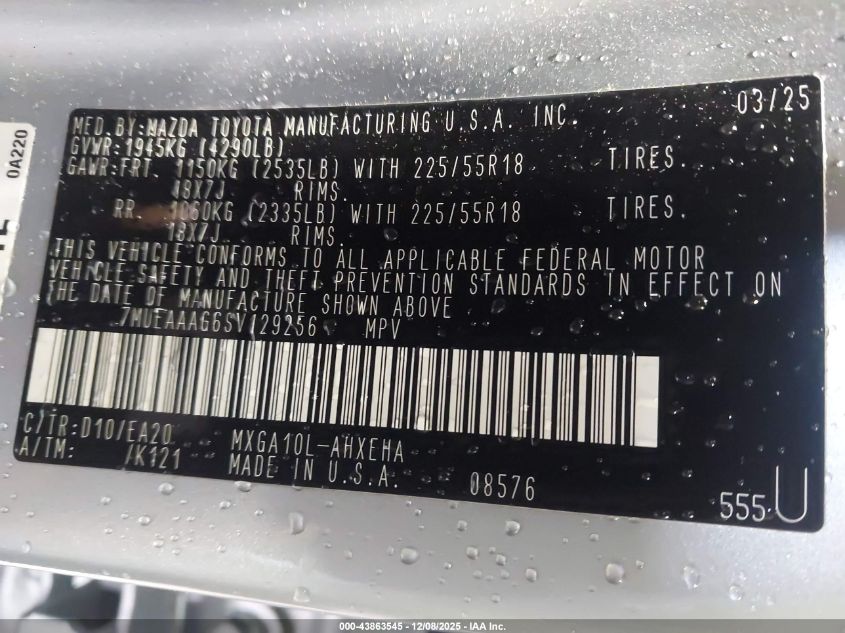 03/25
MFD.BY:MAZDA TOYOTA MANUFACTURING U.S.A. INC.
GVWR:1945KG (4290LB)
GAWR:FRT. 1150KG (2535LB) WITH 225/55R18 TIRES.
18X7J RIMS.
RR. 1060KG (2335LB) WITH 225/55R18 TIRES.
18X7J RIMS.
THIS VEHICLE CONFORMS TO ALL APPLICABLE FEDERAL MOTOR
VEHICLE SAFETY AND THEFT PREVENTION STANDARDS IN EFFECT ON
THE DATE OF MANUFACTURE SHOWN ABOVE
7MUEAAAG6SV129256 MPV
C/TR:D10/EA20 MXGA10L-AHXEHA
A/TM: /K121 MADE IN U.S.A. 08576
555 U
0A220
000-43863545 - 12/08/2025 - IAA Inc.